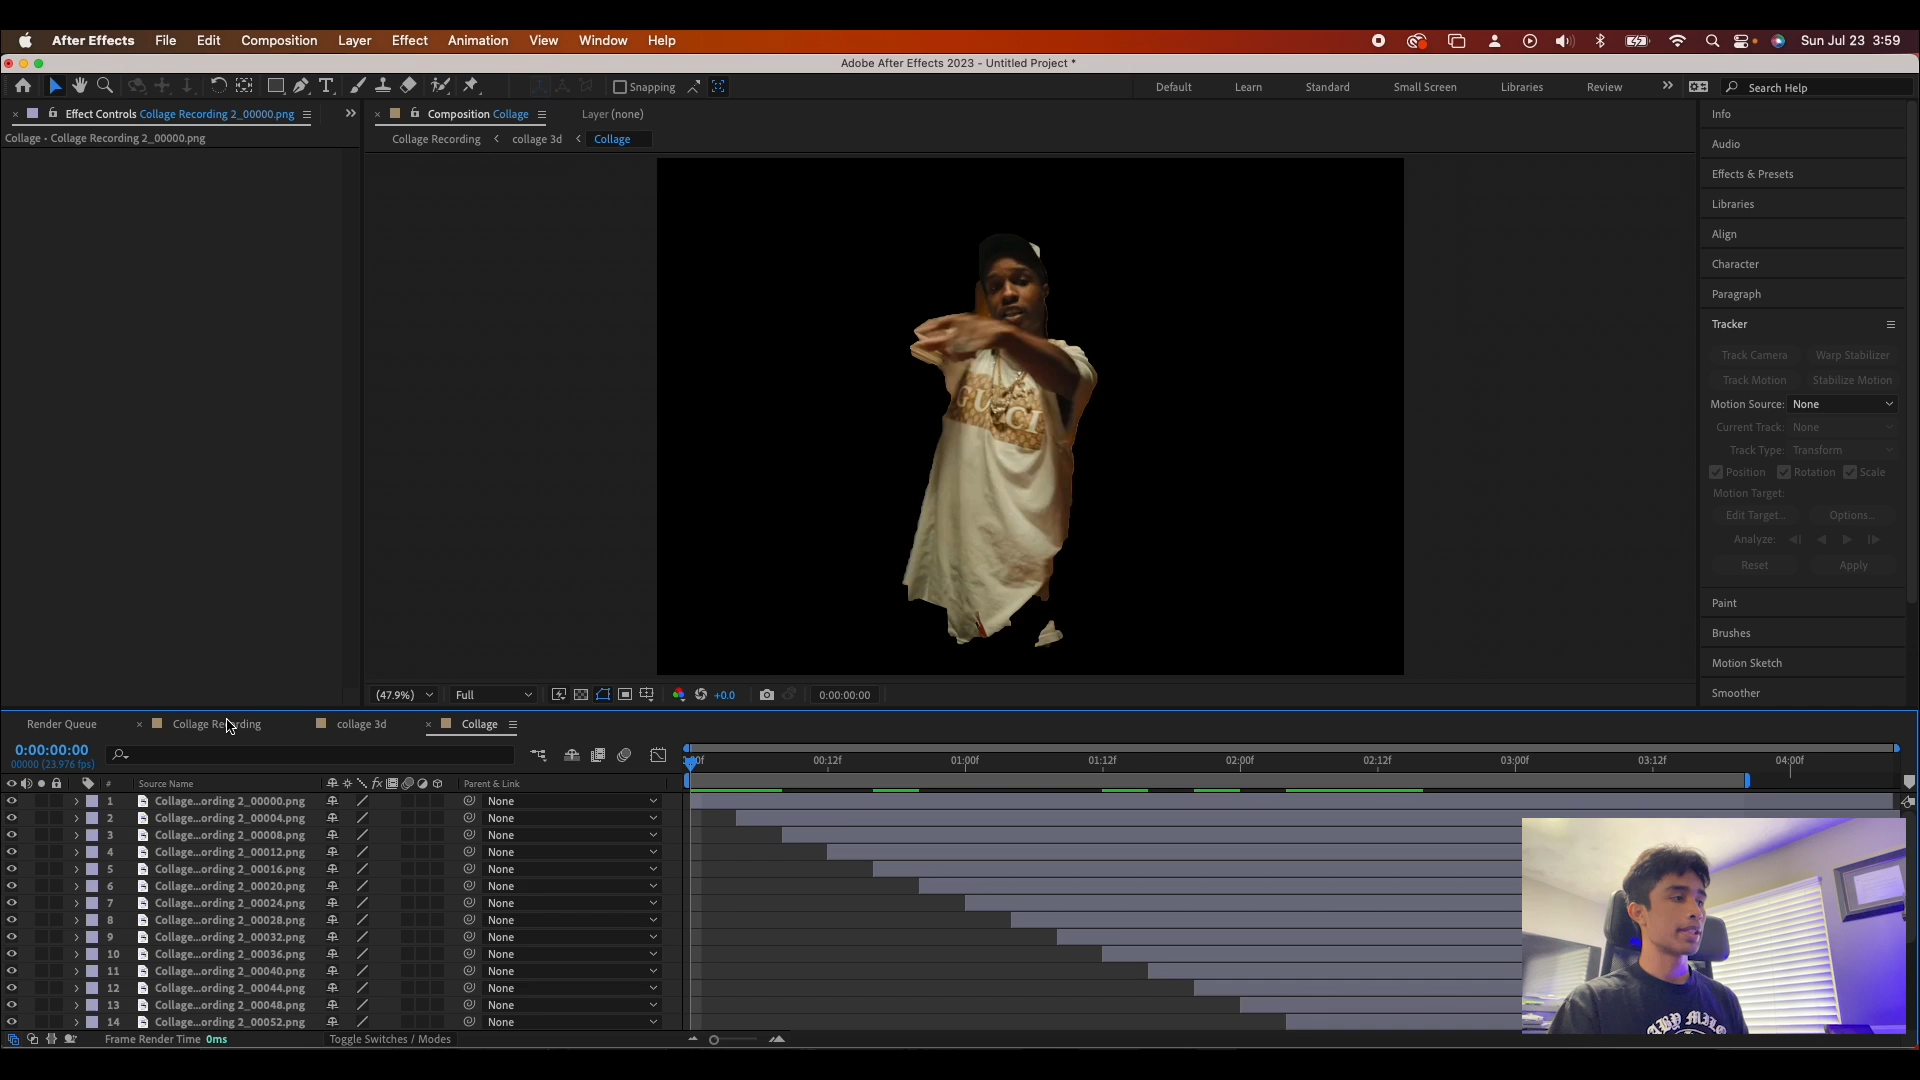 After Effects File Edit Composition Layer Effect Animation View Window Help Sun Jul 23 3:59
Adobe After Effects 2023 - Untitled Project *
Snapping Default Learn Standard Small Screen Libraries Review Search Help
Effect Controls Collage Recording 2_00000.png
Composition Collage Layer (none)
Collage • Collage Recording 2_00000.png
Collage Recording collage 3d Collage
Info
Audio
Effects & Presets
Libraries
Align
Character
Paragraph
Tracker
Track Camera Warp Stabilizer
Track Motion Stabilize Motion
Motion Source: None
Current Track: None
Track Type: Transform
Position Rotation Scale
Motion Target:
Edit Target... Options...
Analyze:
Reset Apply
Paint
Brushes
Motion Sketch
Smoother
GUCCI
(47.9%) Full +0.0 0:00:00:00
Render Queue Collage Recording collage 3d Collage
0:00:00:00
00000 (23.976 fps)
00:12f 01:00f 01:12f 02:00f 02:12f 03:00f 03:12f 04:00f
# Source Name Parent & Link
1 Collage...ording 2_00000.png None
2 Collage...ording 2_00004.png None
3 Collage...ording 2_00008.png None
4 Collage...ording 2_00012.png None
5 Collage...ording 2_00016.png None
6 Collage...ording 2_00020.png None
7 Collage...ording 2_00024.png None
8 Collage...ording 2_00028.png None
9 Collage...ording 2_00032.png None
10 Collage...ording 2_00036.png None
11 Collage...ording 2_00040.png None
12 Collage...ording 2_00044.png None
13 Collage...ording 2_00048.png None
14 Collage...ording 2_00052.png None
Frame Render Time 0ms Toggle Switches / Modes